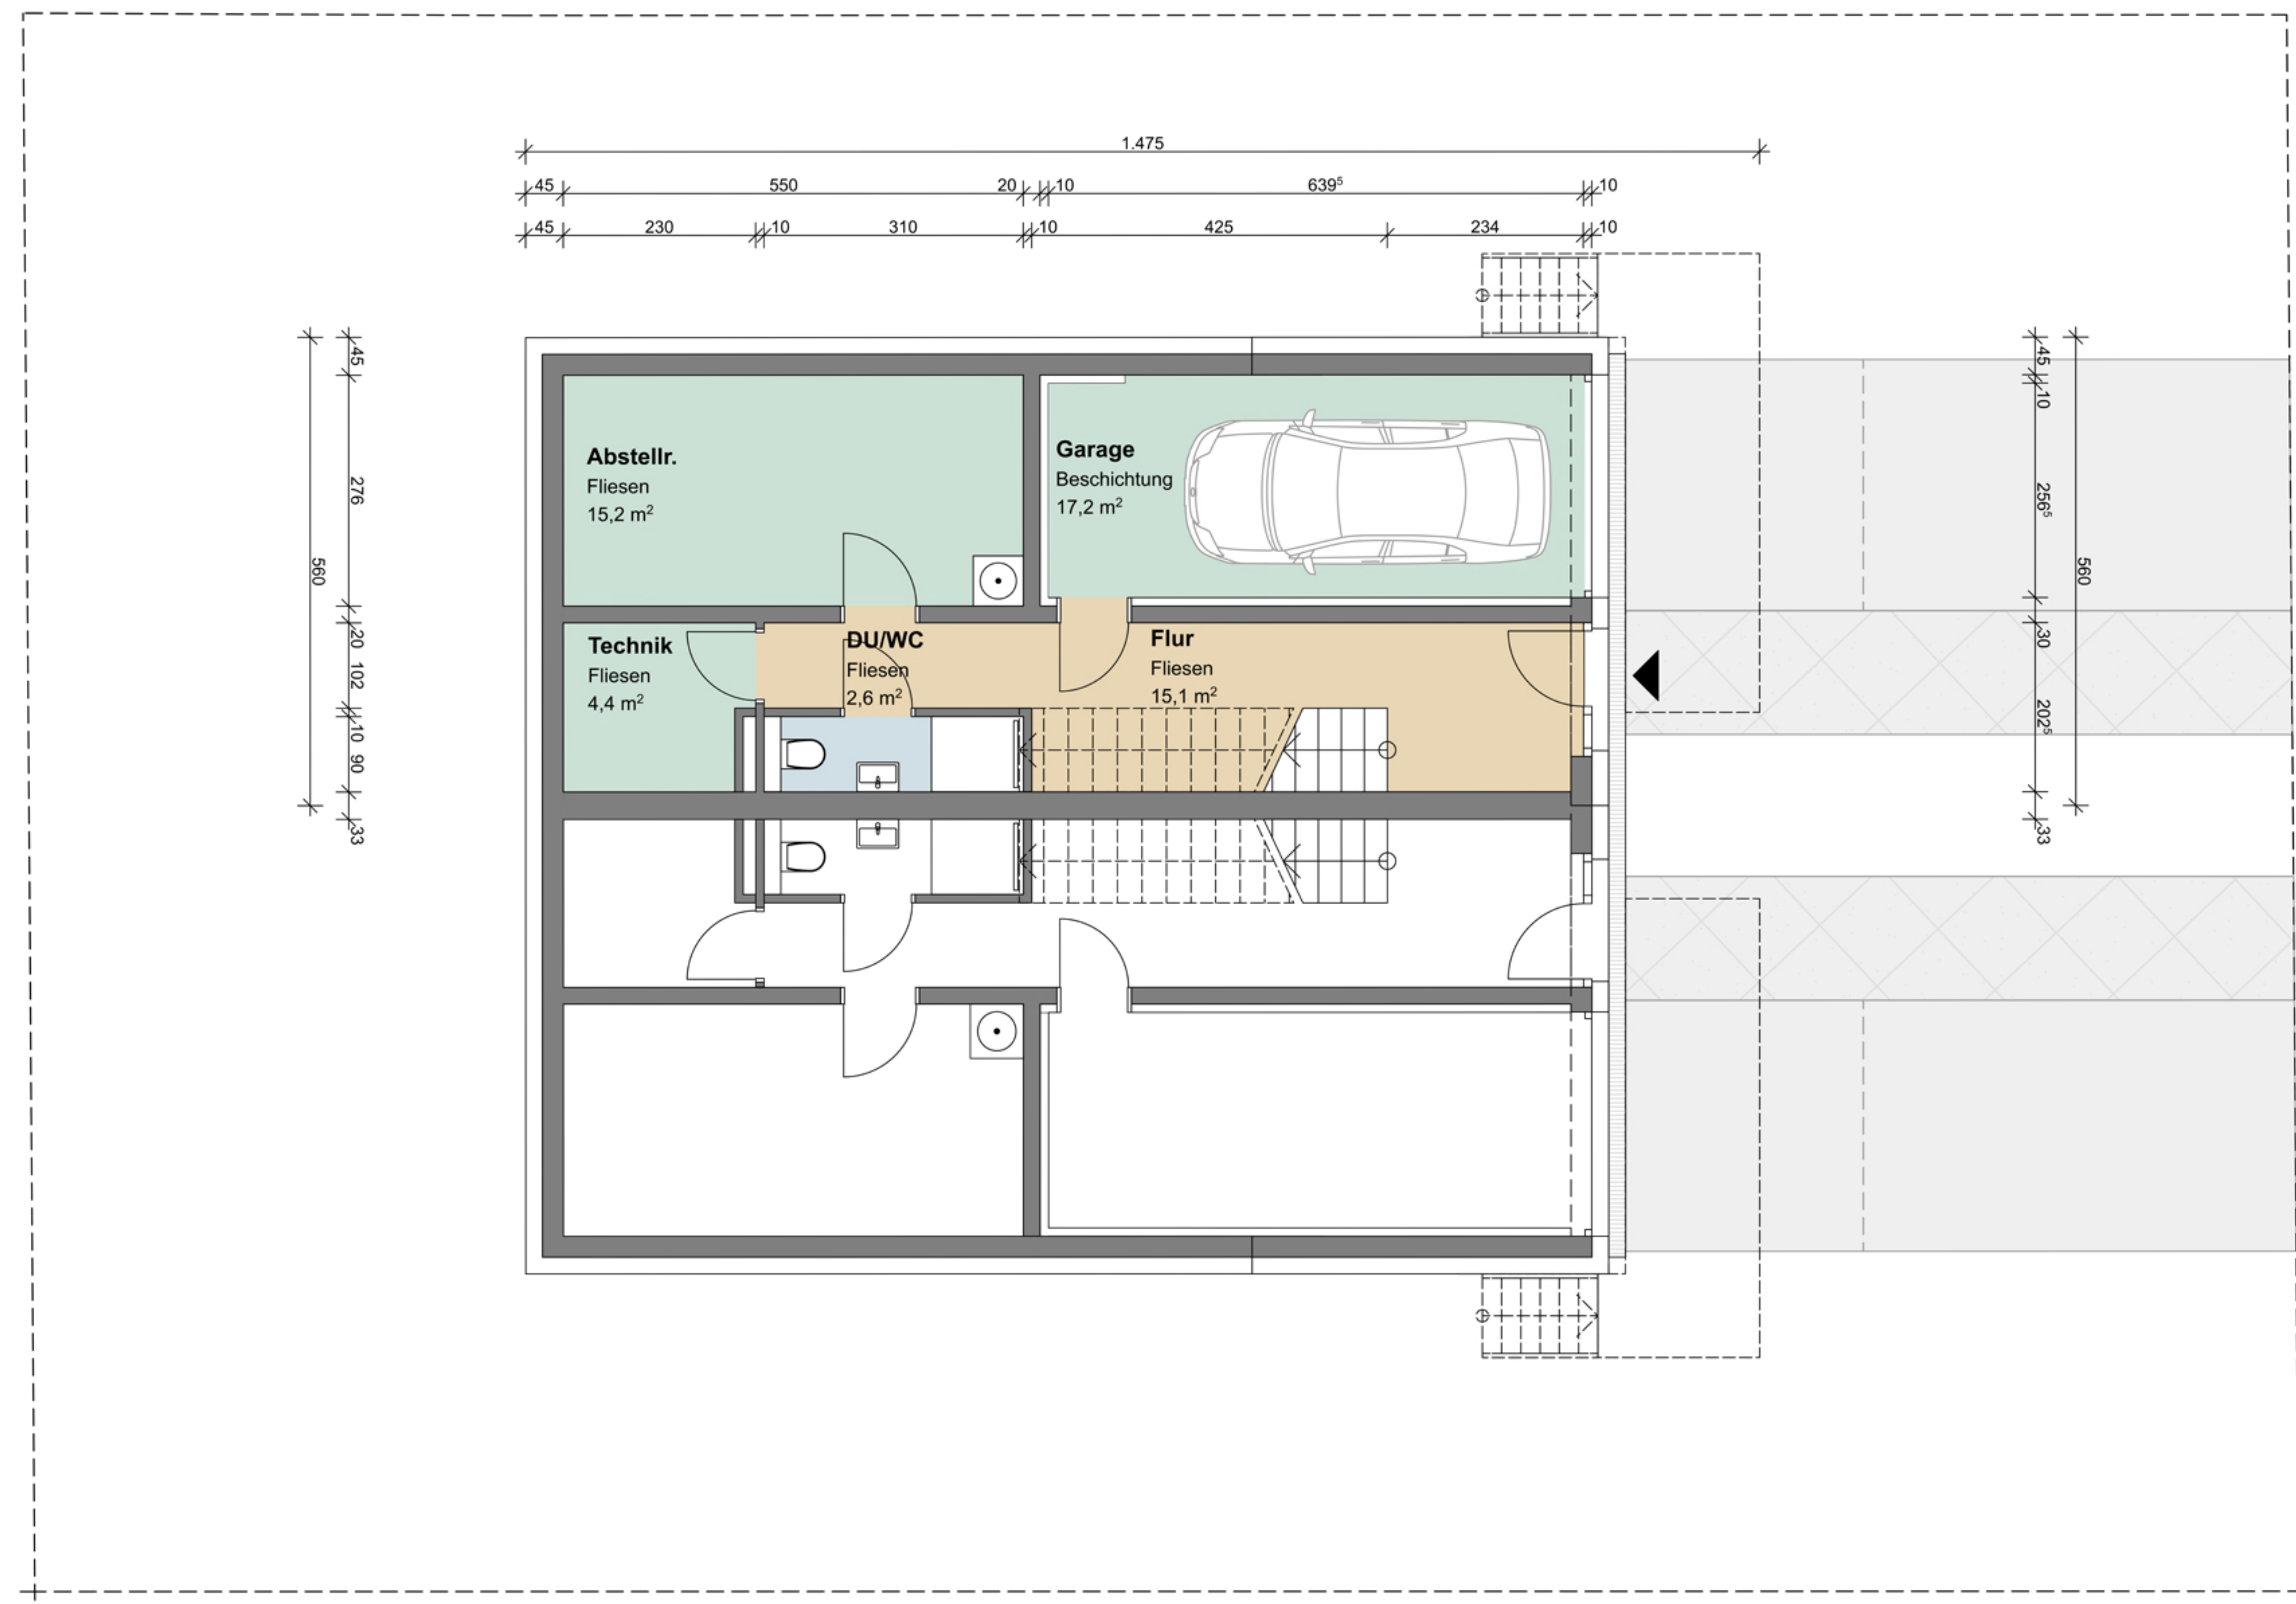 1.475
45 550 20 10 639⁵ 10
45 230 10 310 10 425 234 10
45
276
20
102
10
90
33
560
45
10
256⁵
30
202⁵
33
560
Abstellr.
Fliesen
15,2 m²
Garage
Beschichtung
17,2 m²
Technik
Fliesen
4,4 m²
DU/WC
Fliesen
2,6 m²
Flur
Fliesen
15,1 m²